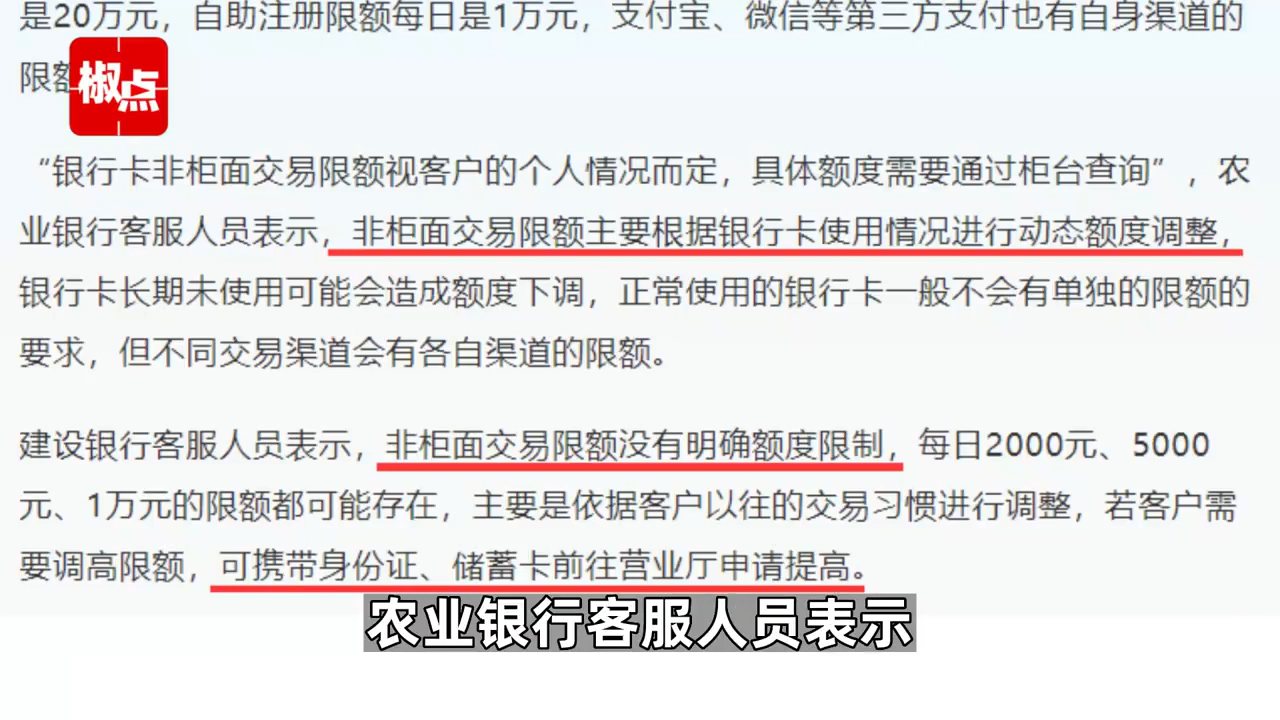 是20万元，自助注册限额每日是1万元，支付宝、微信等第三方支付也有自身渠道的
限额
椒点
“银行卡非柜面交易限额视客户的个人情况而定，具体额度需要通过柜台查询”，农
业银行客服人员表示，非柜面交易限额主要根据银行卡使用情况进行动态额度调整，
银行卡长期未使用可能会造成额度下调，正常使用的银行卡一般不会有单独的限额的
要求，但不同交易渠道会有各自渠道的限额。
建设银行客服人员表示，非柜面交易限额没有明确额度限制，每日2000元、5000
元、1万元的限额都可能存在，主要是依据客户以往的交易习惯进行调整，若客户需
要调高限额，可携带身份证、储蓄卡前往营业厅申请提高。
农业银行客服人员表示